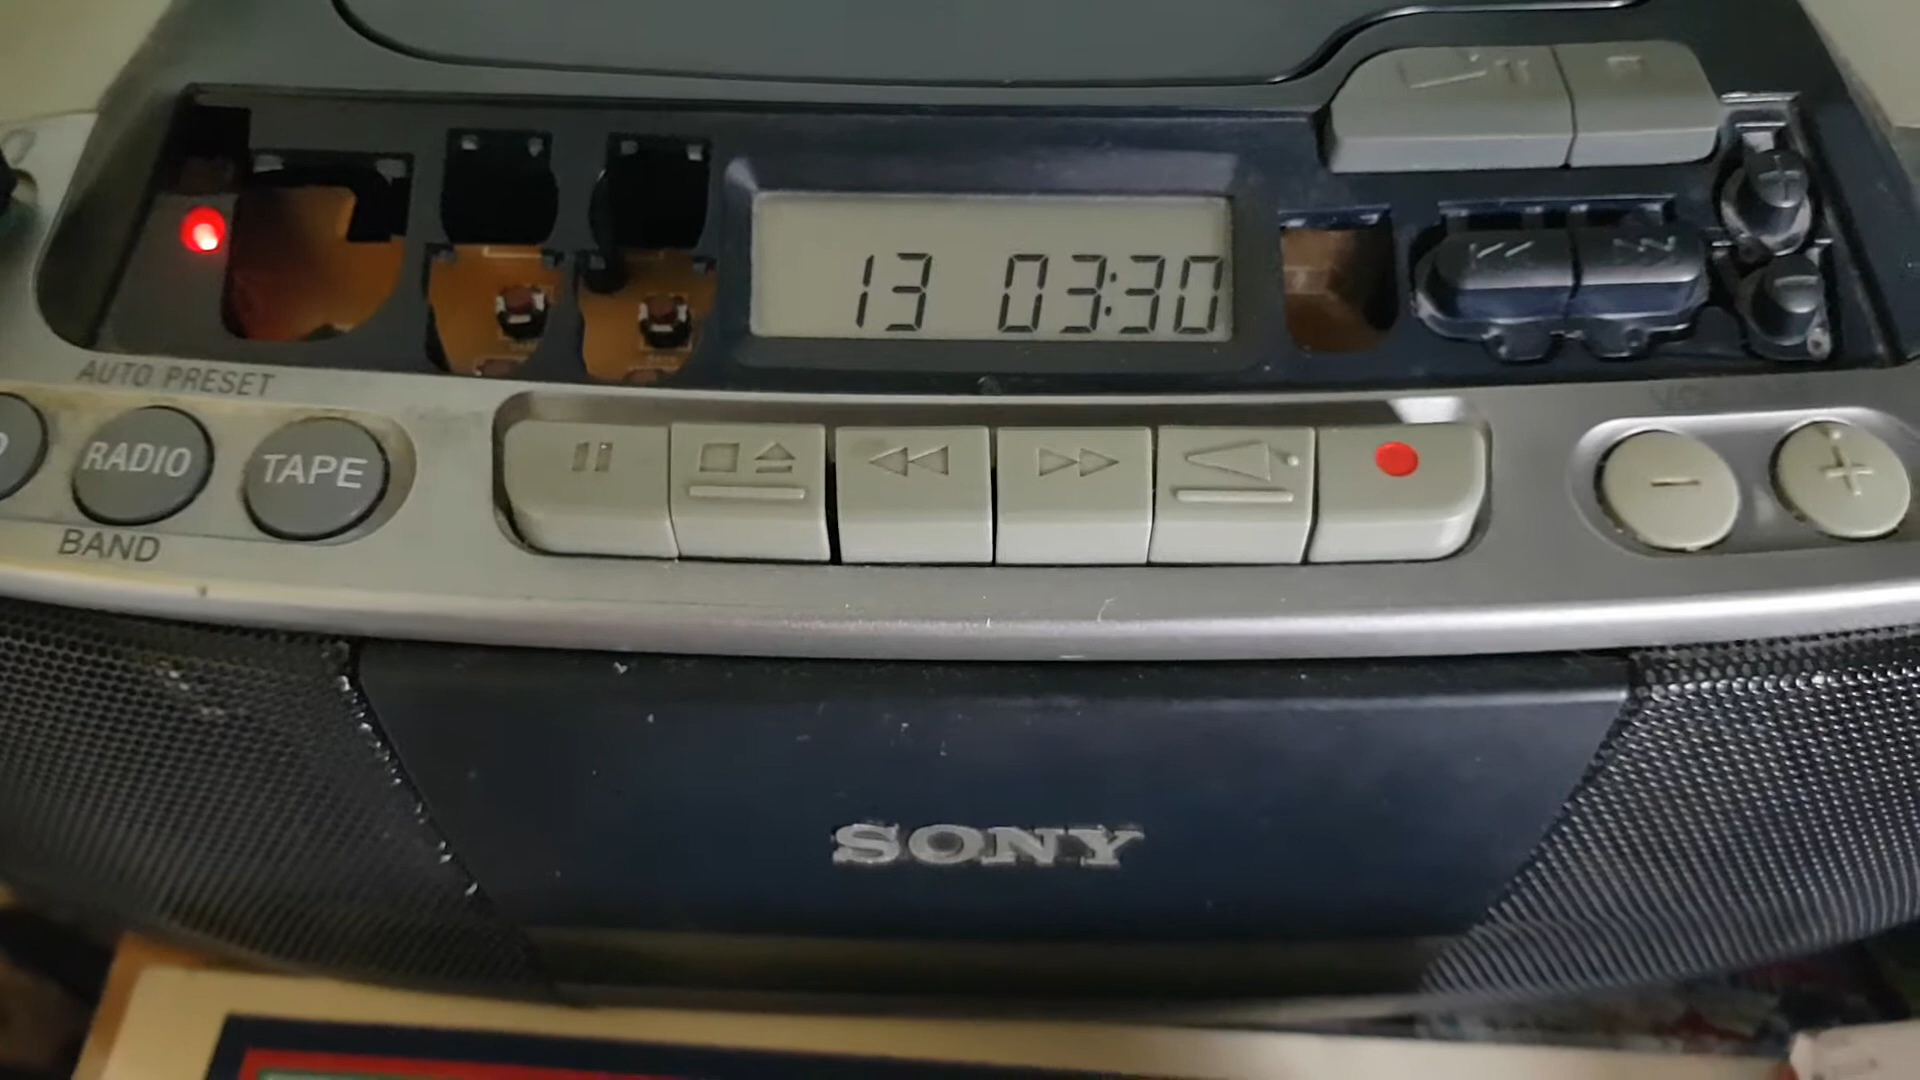 13 03:30
AUTO PRESET
RADIO
TAPE
BAND
SONY